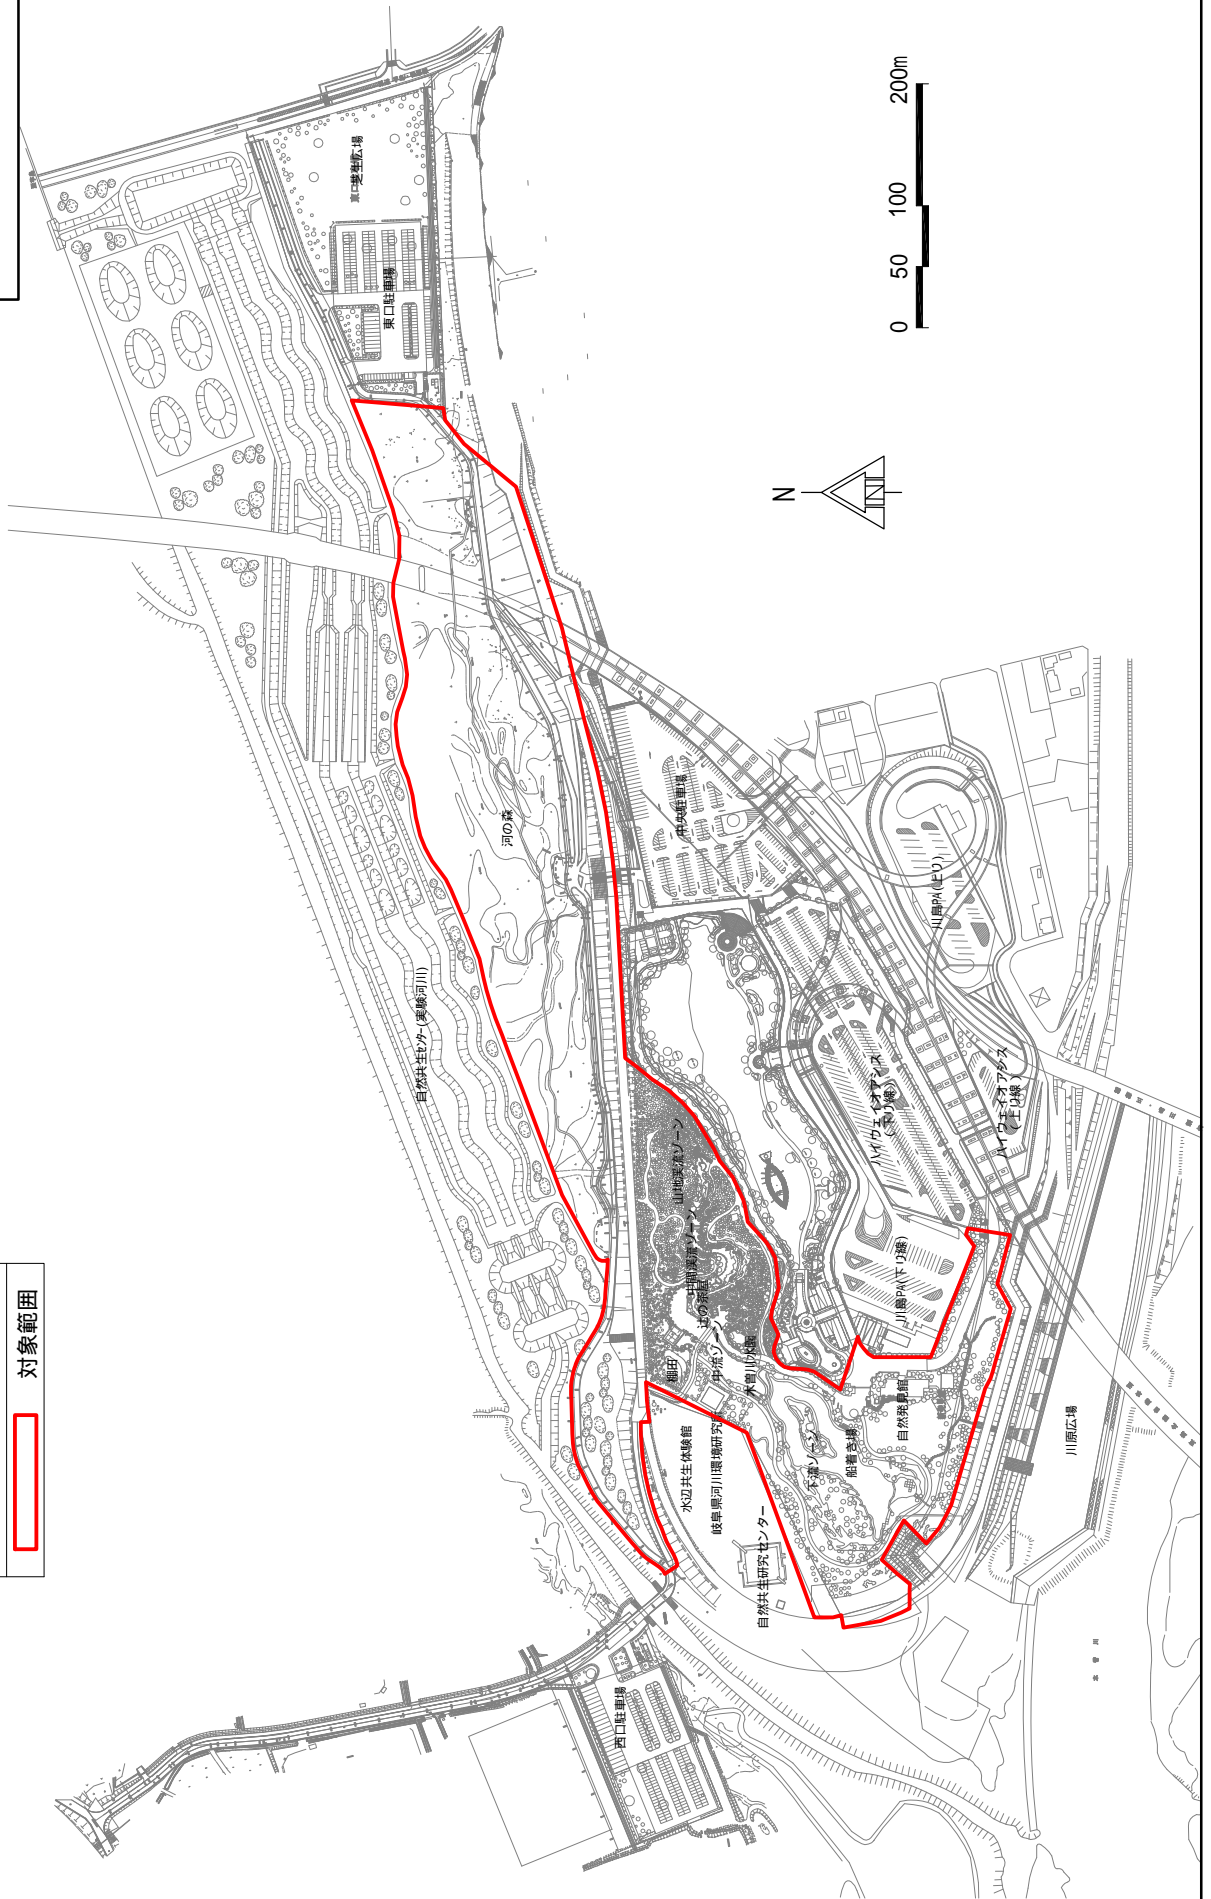 対象範囲
東口芝生広場
東口駐車場
200m
100
50
0
N
N
河の森
中央駐車場
川島PA(上り)
自然共生ｾﾝﾀｰ(実験河川)
ハイウェイオアシス
(下り線)
ハイウェイオアシス
(上り線)
山地渓流ゾーン
中間渓流ゾーン
辻の茶屋
川島PA(下り線)
中流ゾーン
棚田
木曽川水園
自然発見館
川原広場
水辺共生体験館
岐阜県河川環境研究所
下流ゾーン
船着き場
自然共生研究センター
西口駐車場
木曽川